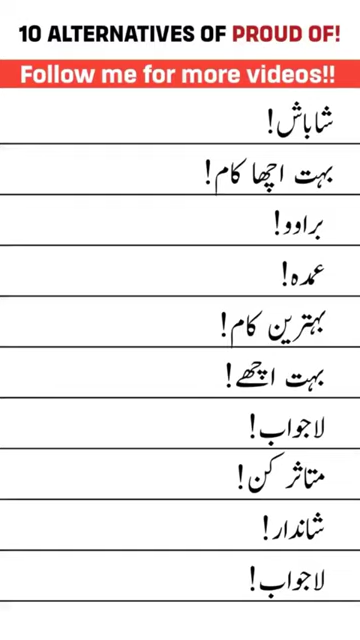 10 ALTERNATIVES OF PROUD OF!
Follow me for more videos!!
شاباش!
بہت اچھا کام!
براوو!
عمدہ!
بہترین کام!
بہت اچھے!
لاجواب!
متاثر کن!
شاندار!
لاجواب!